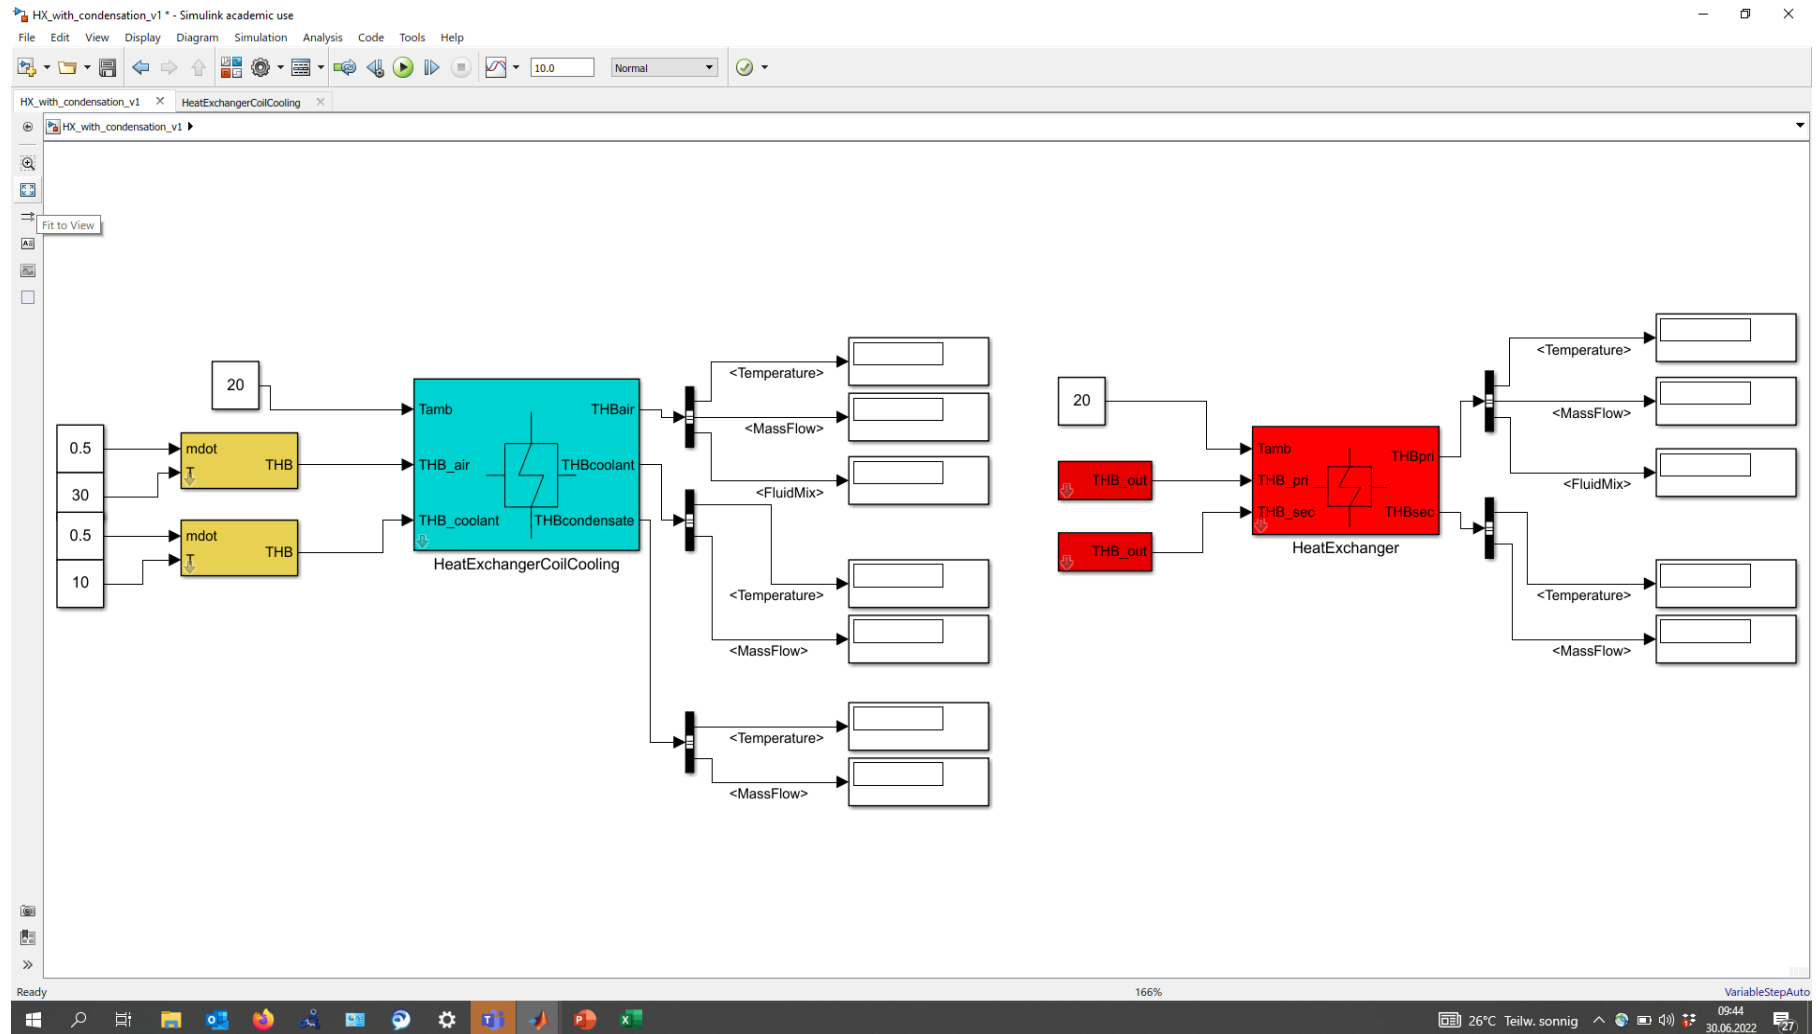 HX_with_condensation_v1 * - Simulink academic use
File Edit View Display Diagram Simulation Analysis Code Tools Help
10.0 Normal
HX_with_condensation_v1 HeatExchangerCoilCooling
HX_with_condensation_v1
Fit to View
20
0.5
30
0.5
10
mdot
T
THB
mdot
T
THB
Tamb
THB_air
THB_coolant
THBair
THBcoolant
THBcondensate
HeatExchangerCoilCooling
<Temperature>
<MassFlow>
<FluidMix>
<Temperature>
<MassFlow>
<Temperature>
<MassFlow>
20
THB_out
THB_out
Tamb
THB_pri
THB_sec
THBpri
THBsec
HeatExchanger
<Temperature>
<MassFlow>
<FluidMix>
<Temperature>
<MassFlow>
Ready 166% VariableStepAuto
26°C Teilw. sonnig
09:44
30.06.2022
27